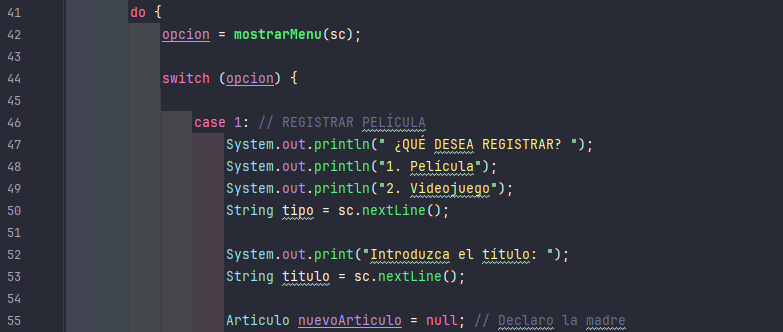 41 do {
42 opcion = mostrarMenu(sc);
43
44 switch (opcion) {
45
46 case 1: // REGISTRAR PELÍCULA
47 System.out.println(" ¿QUÉ DESEA REGISTRAR? ");
48 System.out.println("1. Película");
49 System.out.println("2. Videojuego");
50 String tipo = sc.nextLine();
51
52 System.out.print("Introduzca el título: ");
53 String titulo = sc.nextLine();
54
55 Articulo nuevoArticulo = null; // Declaro la madre